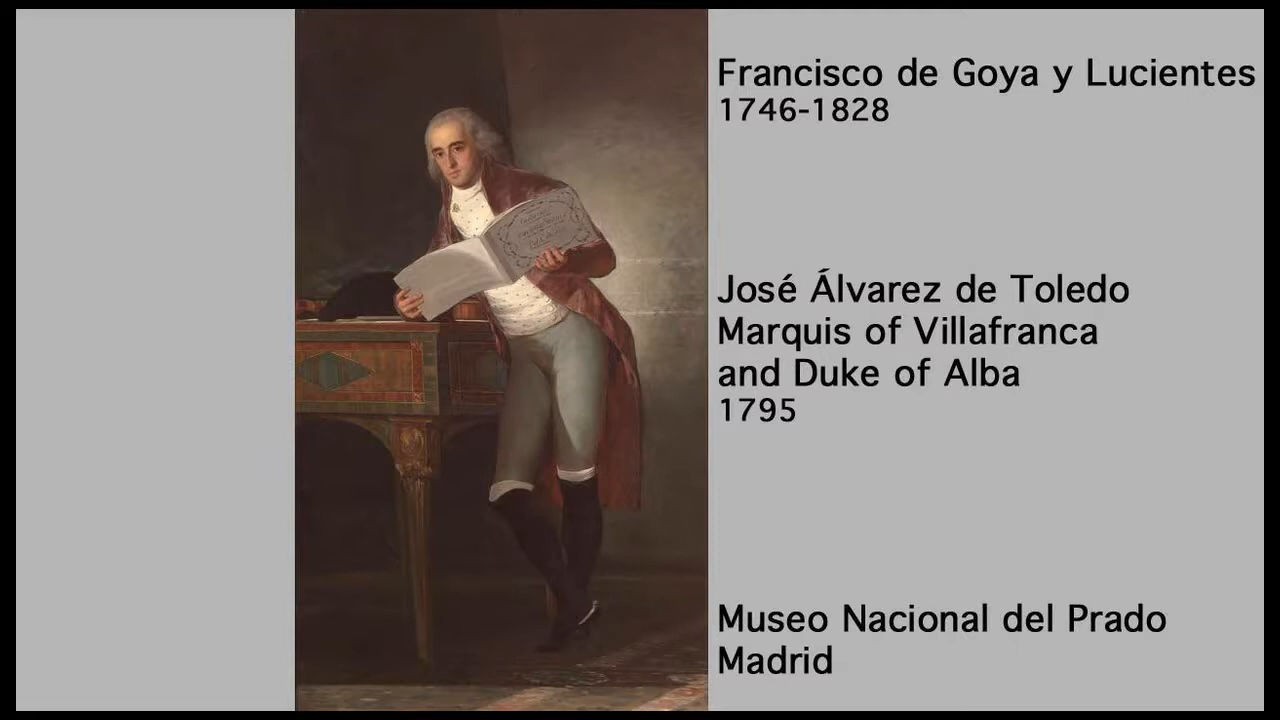 Francisco de Goya y Lucientes
1746-1828
José Álvarez de Toledo
Marquis of Villafranca
and Duke of Alba
1795
Museo Nacional del Prado
Madrid